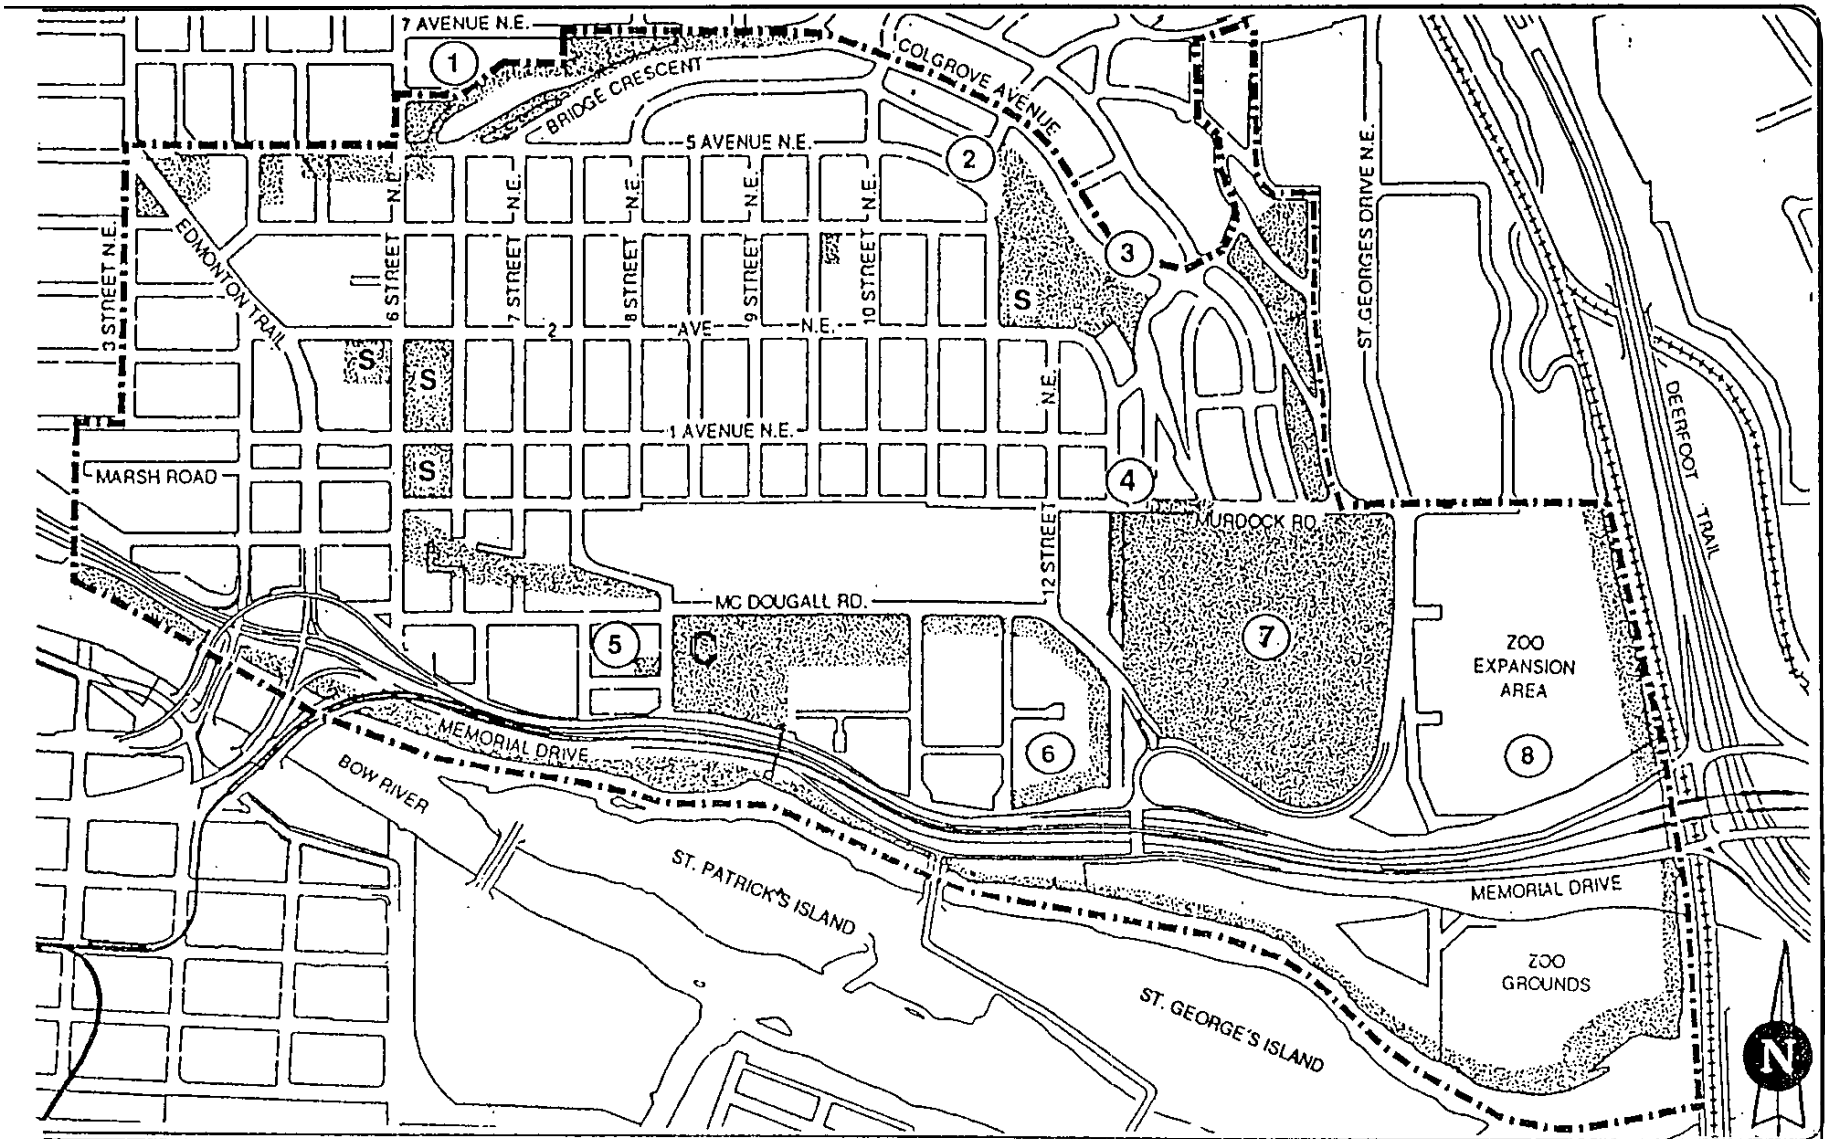 7 AVENUE N.E.
1
COLGROVE AVENUE
BRIDGE CRESCENT
5 AVENUE N.E.
2
ST. GEORGES DRIVE N.E.
3 STREET N.E.
EDMONTON TRAIL
6 STREET N.E.
7 STREET N.E.
8 STREET N.E.
9 STREET N.E.
10 STREET N.E.
3
S
2 AVE N.E.
S
S
12 STREET N.E.
DEERFOOT TRAIL
1 AVENUE N.E.
MARSH ROAD
S
4
MURDOCK RD.
MC DOUGALL RD.
5
C
7
ZOO
EXPANSION
AREA
6
8
MEMORIAL DRIVE
BOW RIVER
ST. PATRICK'S ISLAND
MEMORIAL DRIVE
ZOO
GROUNDS
ST. GEORGE'S ISLAND
N